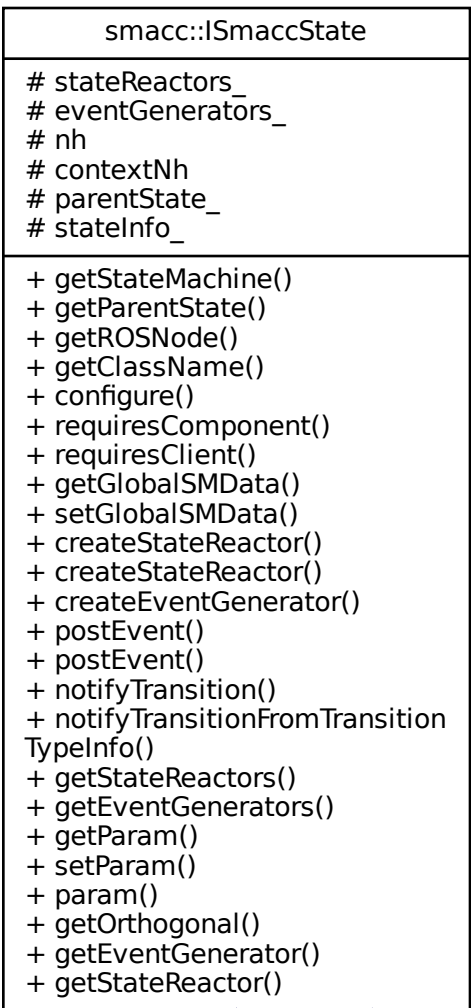 smacc::ISmaccState
# stateReactors_
# eventGenerators_
# nh
# contextNh
# parentState_
# stateInfo_
+ getStateMachine()
+ getParentState()
+ getROSNode()
+ getClassName()
+ configure()
+ requiresComponent()
+ requiresClient()
+ getGlobalSMData()
+ setGlobalSMData()
+ createStateReactor()
+ createStateReactor()
+ createEventGenerator()
+ postEvent()
+ postEvent()
+ notifyTransition()
+ notifyTransitionFromTransition
TypeInfo()
+ getStateReactors()
+ getEventGenerators()
+ getParam()
+ setParam()
+ param()
+ getOrthogonal()
+ getEventGenerator()
+ getStateReactor()